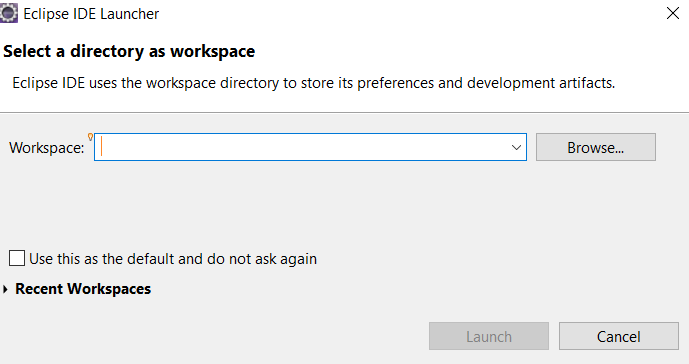 Eclipse IDE Launcher
Select a directory as workspace
Eclipse IDE uses the workspace directory to store its preferences and development artifacts.
Workspace:
Browse...
Use this as the default and do not ask again
Recent Workspaces
Launch
Cancel